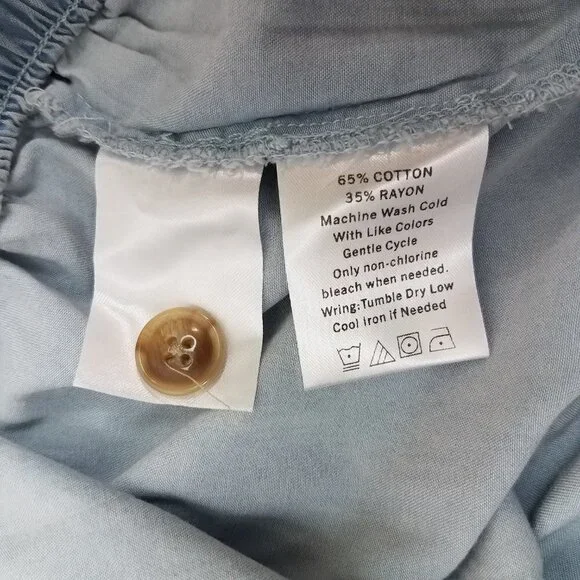 65% COTTON
35% RAYON
Machine Wash Cold
With Like Colors
Gentle Cycle
Only non-chlorine
bleach when needed.
Wring:Tumble Dry Low
Cool iron if Needed